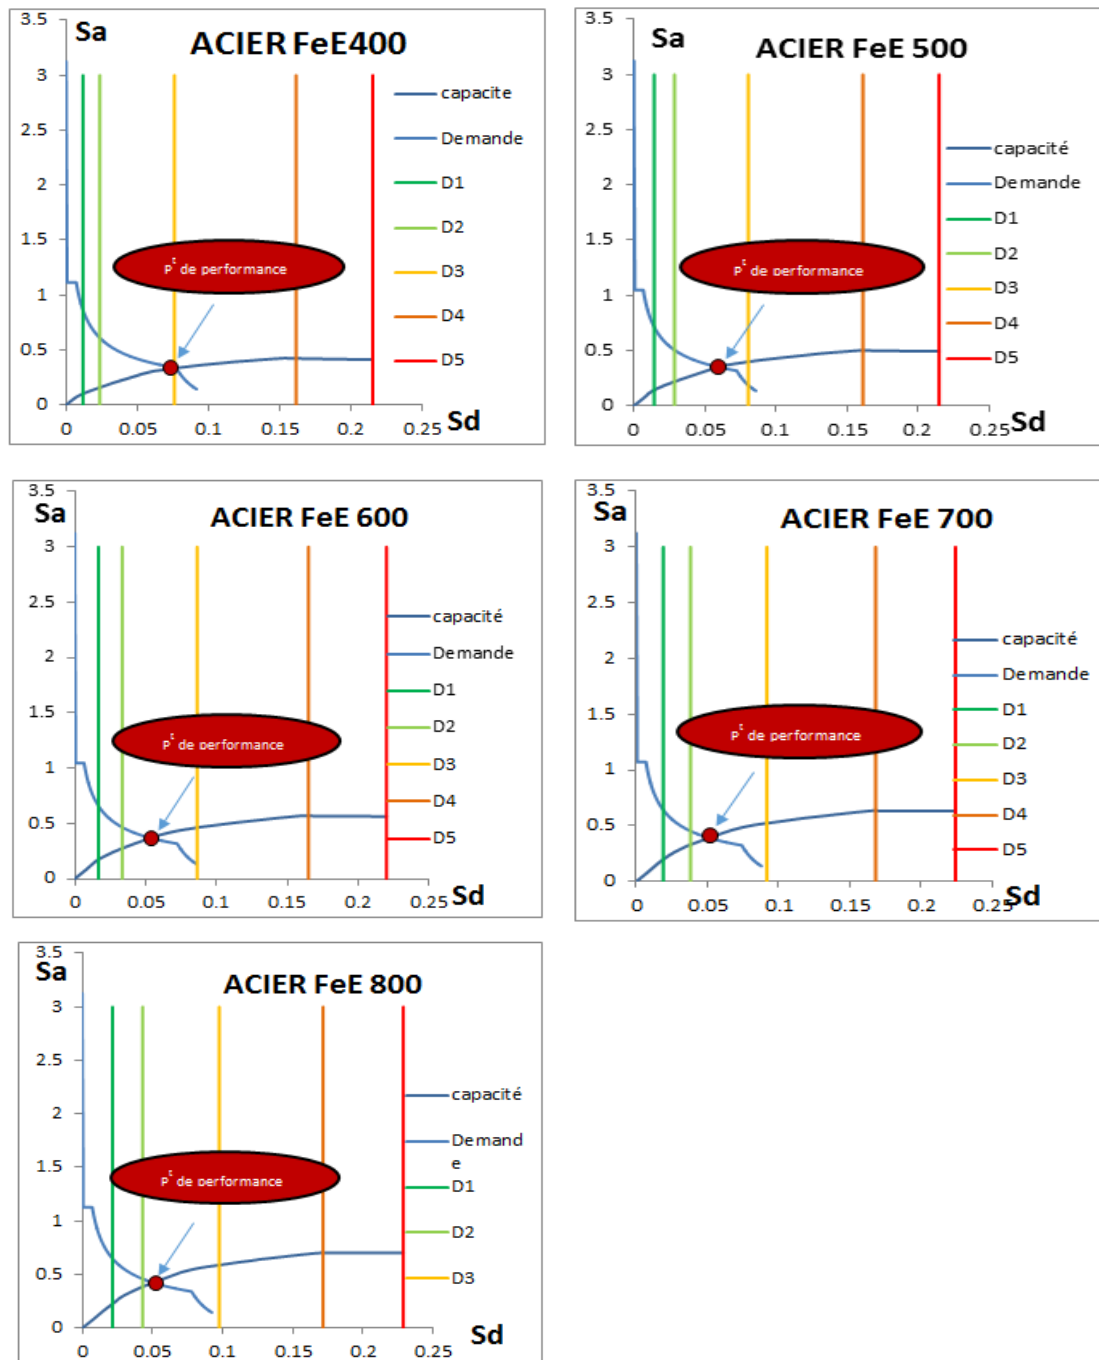 ACIER FeE400
Sa
3.5
3
2.5
2
1.5
1
0.5
0
0
0.05
0.1
0.15
0.2
0.25
Sd
capacite
Demande
D1
D2
D3
D4
D5
Pt de performance
ACIER FeE 500
Sa
3.5
3
2.5
2
1.5
1
0.5
0
0
0.05
0.1
0.15
0.2
0.25
Sd
capacité
Demande
D1
D2
D3
D4
D5
Pt de performance
ACIER FeE 600
Sa
3.5
3
2.5
2
1.5
1
0.5
0
0
0.05
0.1
0.15
0.2
0.25
Sd
capacité
Demande
D1
D2
D3
D4
D5
Pt de performance
ACIER FeE 700
Sa
3.5
3
2.5
2
1.5
1
0.5
0
0
0.05
0.1
0.15
0.2
0.25
Sd
capacité
Demande
D1
D2
D3
D4
D5
Pt de performance
ACIER FeE 800
Sa
3.5
3
2.5
2
1.5
1
0.5
0
0
0.05
0.1
0.15
0.2
0.25
Sd
capacité
Demand
e
D1
D2
D3
Pt de performance